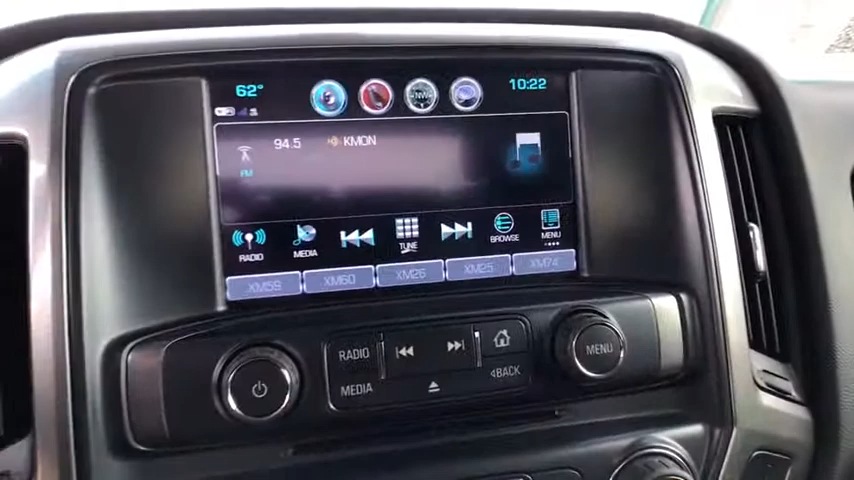 62° NW 10:22
94.5 KMON
FM
RADIO MEDIA TUNE BROWSE MENU
XM59 XM60 XM26 XM25 XM74
RADIO
MENU
MEDIA BACK